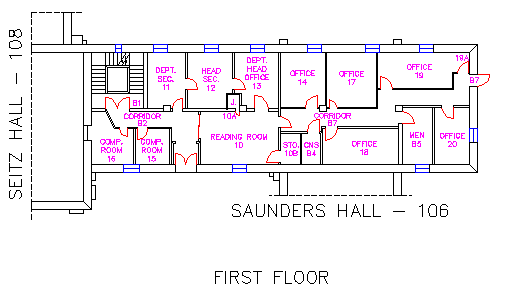 SEITZ HALL - 108
DEPT.
SEC.
11
HEAD
SEC.
12
DEPT.
HEAD
OFFICE
13
OFFICE
14
OFFICE
17
OFFICE
19
19A
B7
B1
J.
10A
CORRIDOR
B2
CORRIDOR
B7
COMP.
ROOM
16
COMP.
ROOM
15
READING ROOM
10
STO.
10B
CNS
B4
OFFICE
18
MEN
B5
OFFICE
20
SAUNDERS HALL - 106
FIRST FLOOR